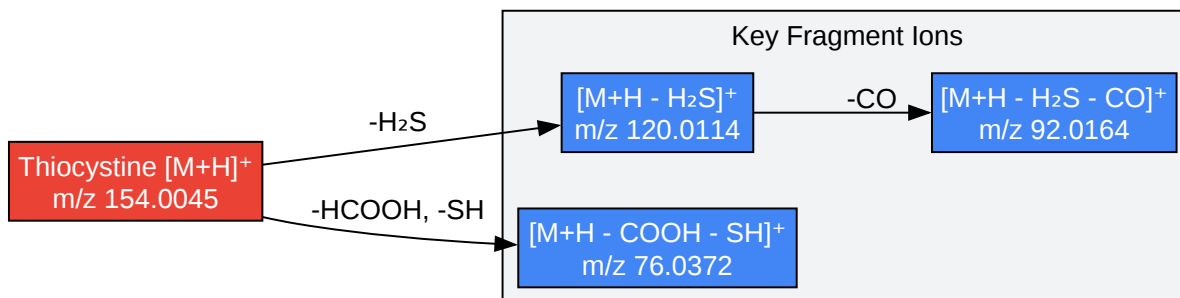 Key Fragment Ions
Thiocystine [M+H]⁺
m/z 154.0045
-H₂S
[M+H - H₂S]⁺
m/z 120.0114
-CO
[M+H - H₂S - CO]⁺
m/z 92.0164
-HCOOH, -SH
[M+H - COOH - SH]⁺
m/z 76.0372